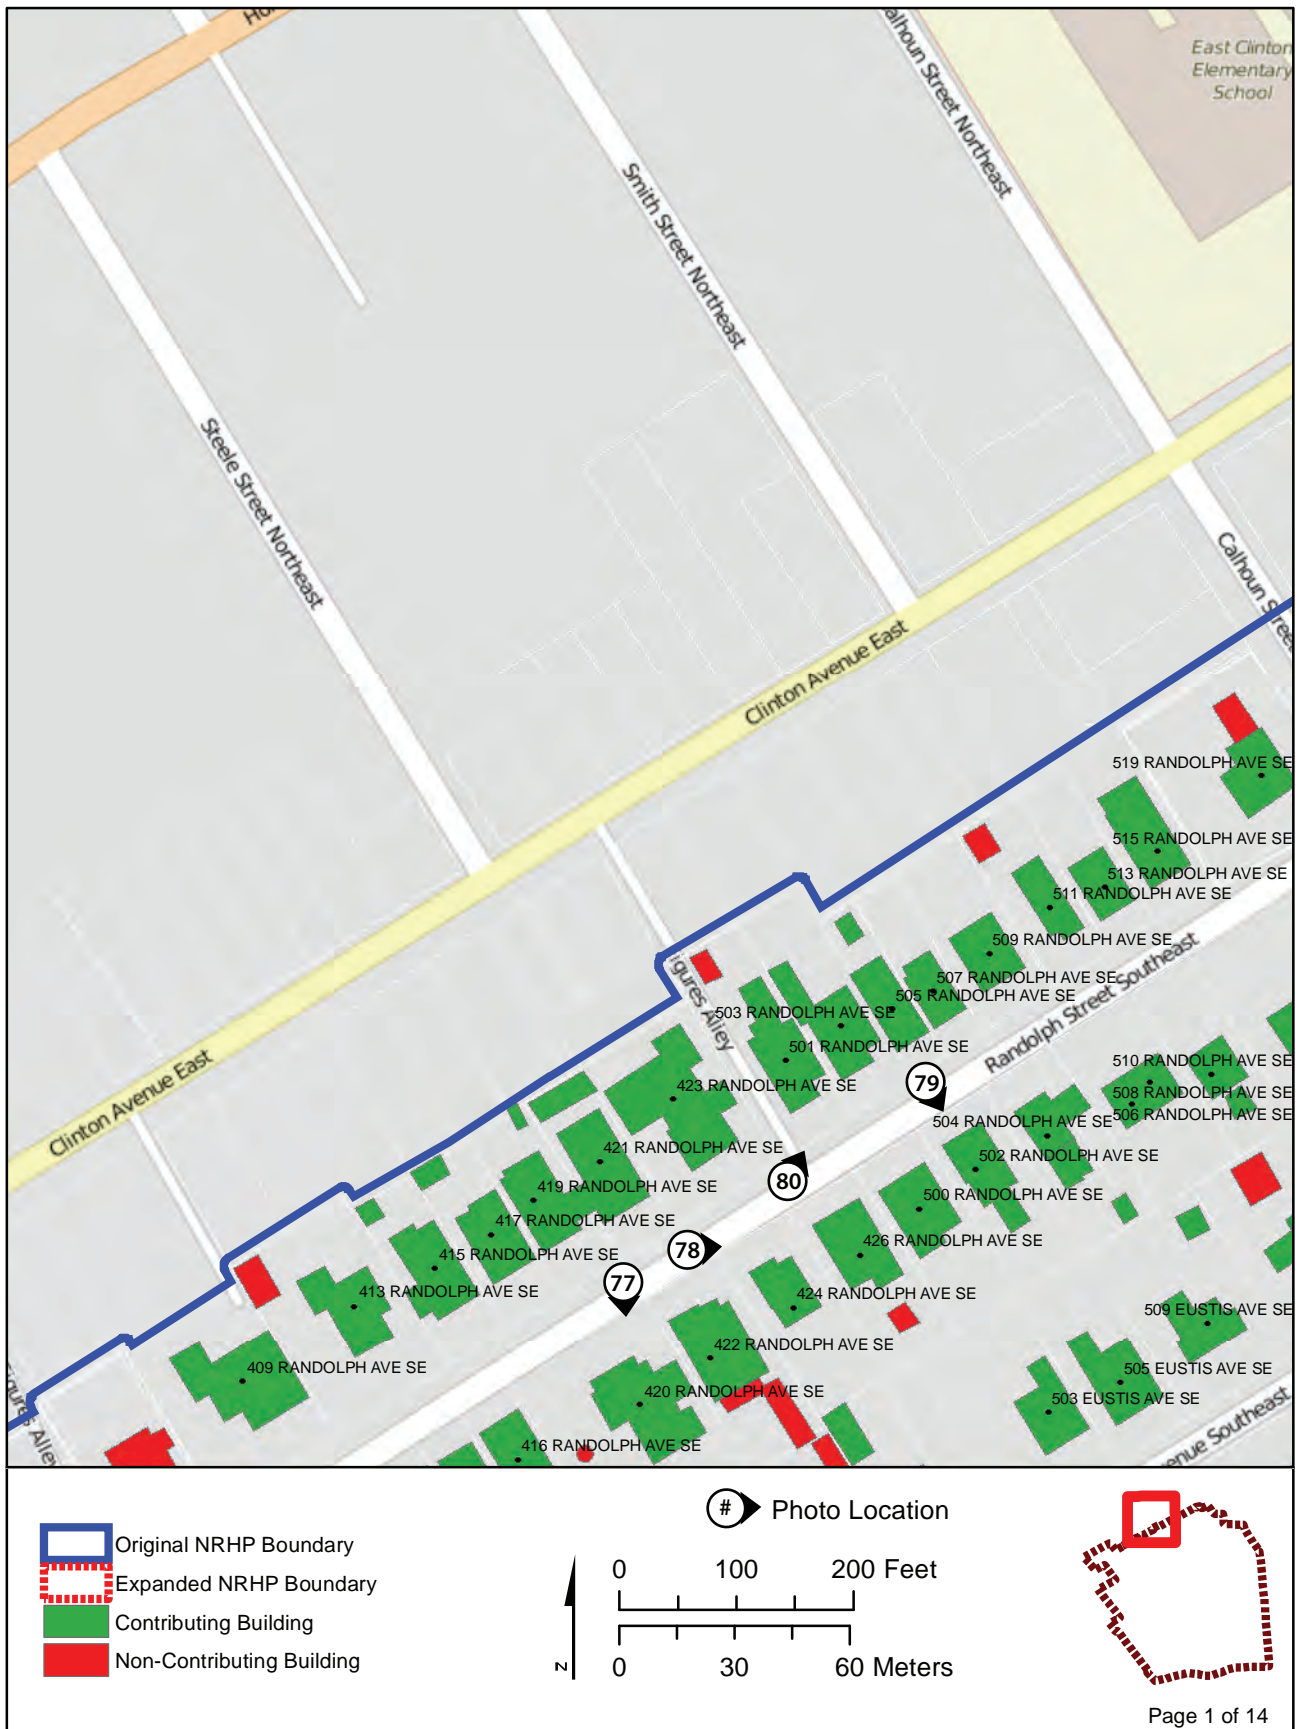 Ho
alhoun Street Northeast
East Clinton
Elementary
School
Smith Street Northeast
Steele Street Northeast
Calhoun Street
Clinton Avenue East
519 RANDOLPH AVE SE
515 RANDOLPH AVE SE
513 RANDOLPH AVE SE
511 RANDOLPH AVE SE
509 RANDOLPH AVE SE
507 RANDOLPH AVE SE
505 RANDOLPH AVE SE
503 RANDOLPH AVE SE
501 RANDOLPH AVE SE
igures Alley
Randolph Street Southeast
Clinton Avenue East
423 RANDOLPH AVE SE
79
510 RANDOLPH AVE SE
508 RANDOLPH AVE SE
506 RANDOLPH AVE SE
504 RANDOLPH AVE SE
421 RANDOLPH AVE SE
502 RANDOLPH AVE SE
80
419 RANDOLPH AVE SE
500 RANDOLPH AVE SE
417 RANDOLPH AVE SE
426 RANDOLPH AVE SE
78
415 RANDOLPH AVE SE
77
413 RANDOLPH AVE SE
424 RANDOLPH AVE SE
509 EUSTIS AVE SE
422 RANDOLPH AVE SE
409 RANDOLPH AVE SE
505 EUSTIS AVE SE
420 RANDOLPH AVE SE
503 EUSTIS AVE SE
416 RANDOLPH AVE SE
igures Alley
enue Southeast
Original NRHP Boundary
Expanded NRHP Boundary
Contributing Building
Non-Contributing Building
# Photo Location
N
0 100 200 Feet
0 30 60 Meters
Page 1 of 14